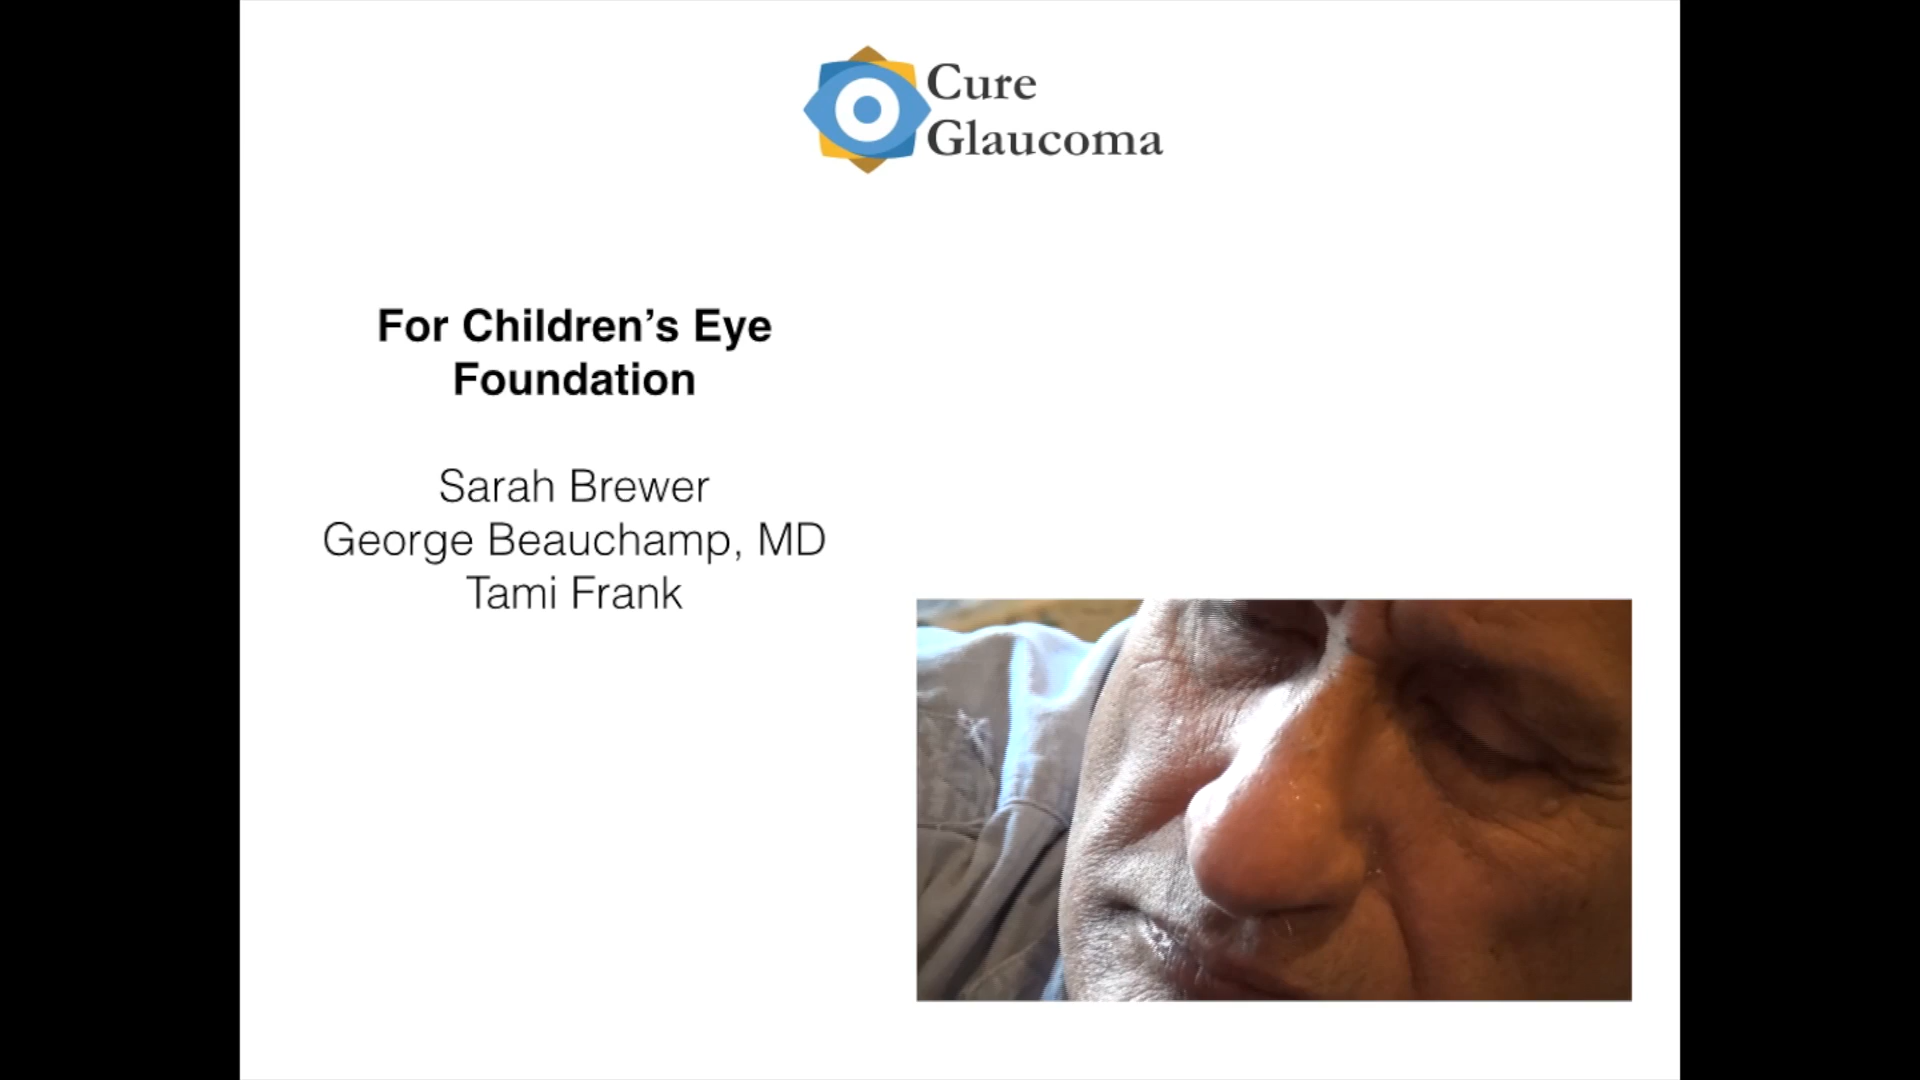 Cure
Glaucoma
For Children’s Eye
Foundation
Sarah Brewer
George Beauchamp, MD
Tami Frank